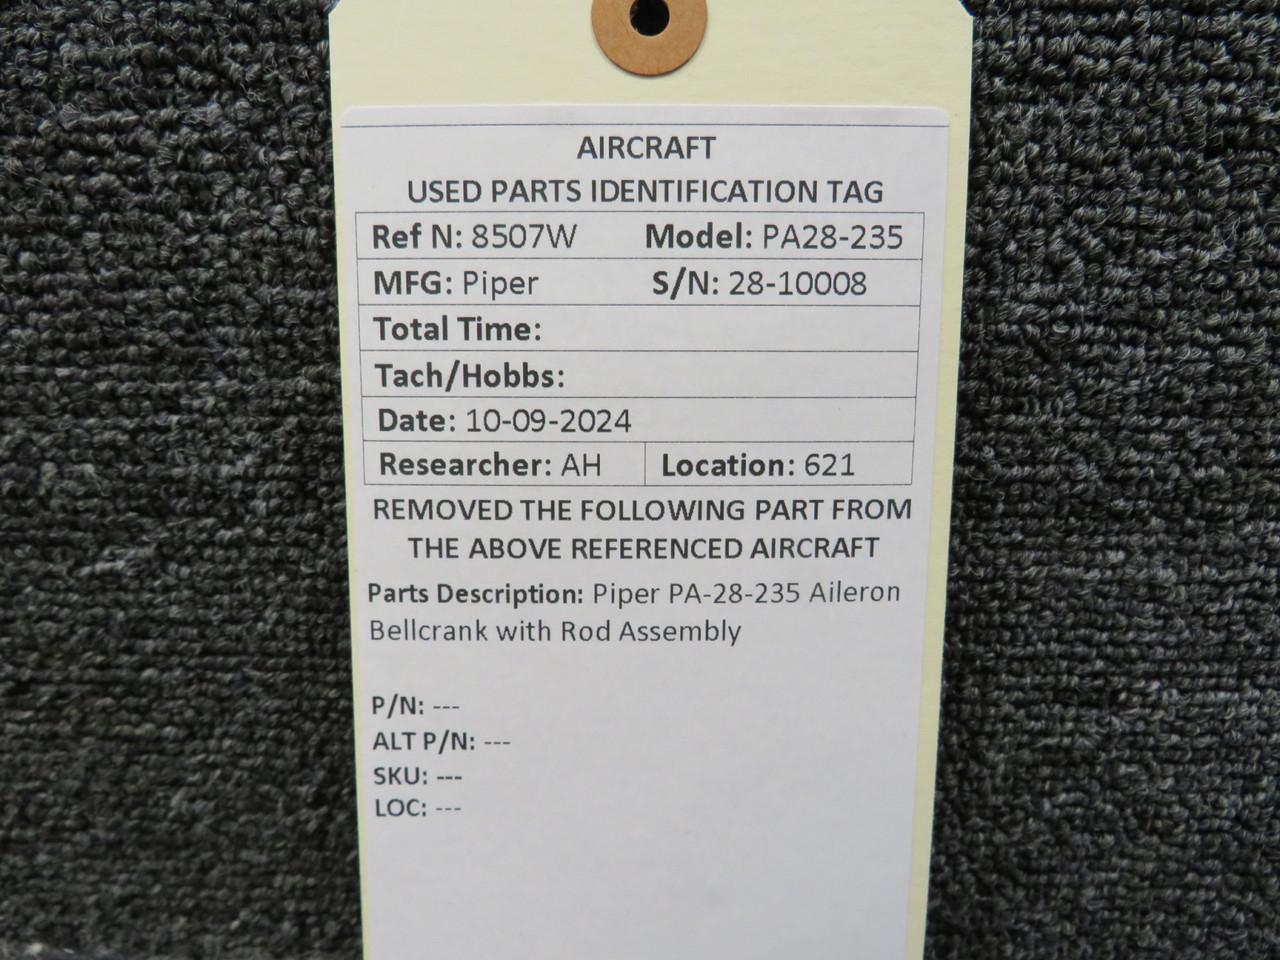 AIRCRAFT
USED PARTS IDENTIFICATION TAG
Ref N: 8507W Model: PA28-235
MFG: Piper S/N: 28-10008
Total Time:
Tach/Hobbs:
Date: 10-09-2024
Researcher: AH Location: 621
REMOVED THE FOLLOWING PART FROM
THE ABOVE REFERENCED AIRCRAFT
Parts Description: Piper PA-28-235 Aileron
Bellcrank with Rod Assembly
P/N: ---
ALT P/N: ---
SKU: ---
LOC: ---